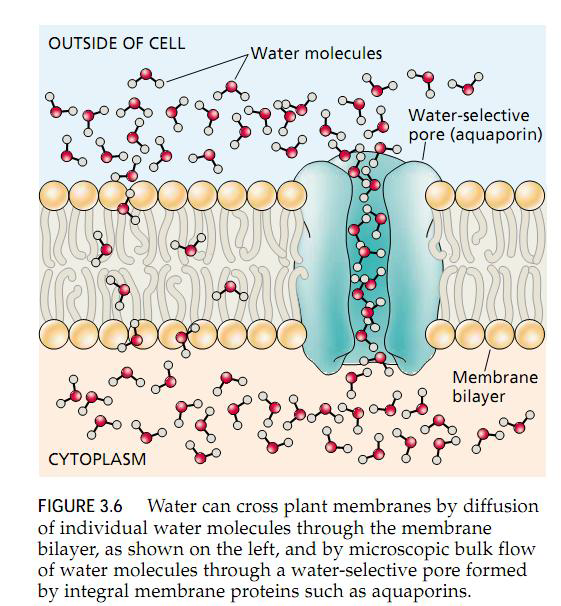 OUTSIDE OF CELL
Water molecules
Water-selective
pore (aquaporin)
Membrane
bilayer
CYTOPLASM
FIGURE 3.6 Water can cross plant membranes by diffusion
of individual water molecules through the membrane
bilayer, as shown on the left, and by microscopic bulk flow
of water molecules through a water-selective pore formed
by integral membrane proteins such as aquaporins.